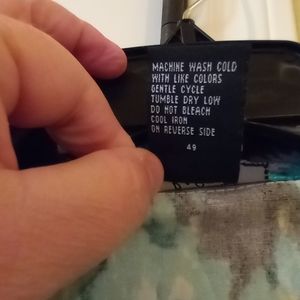 MACHINE WASH COLD
WITH LIKE COLORS
GENTLE CYCLE
TUMBLE DRY LOW
DO NOT BLEACH
COOL IRON
ON REVERSE SIDE
49